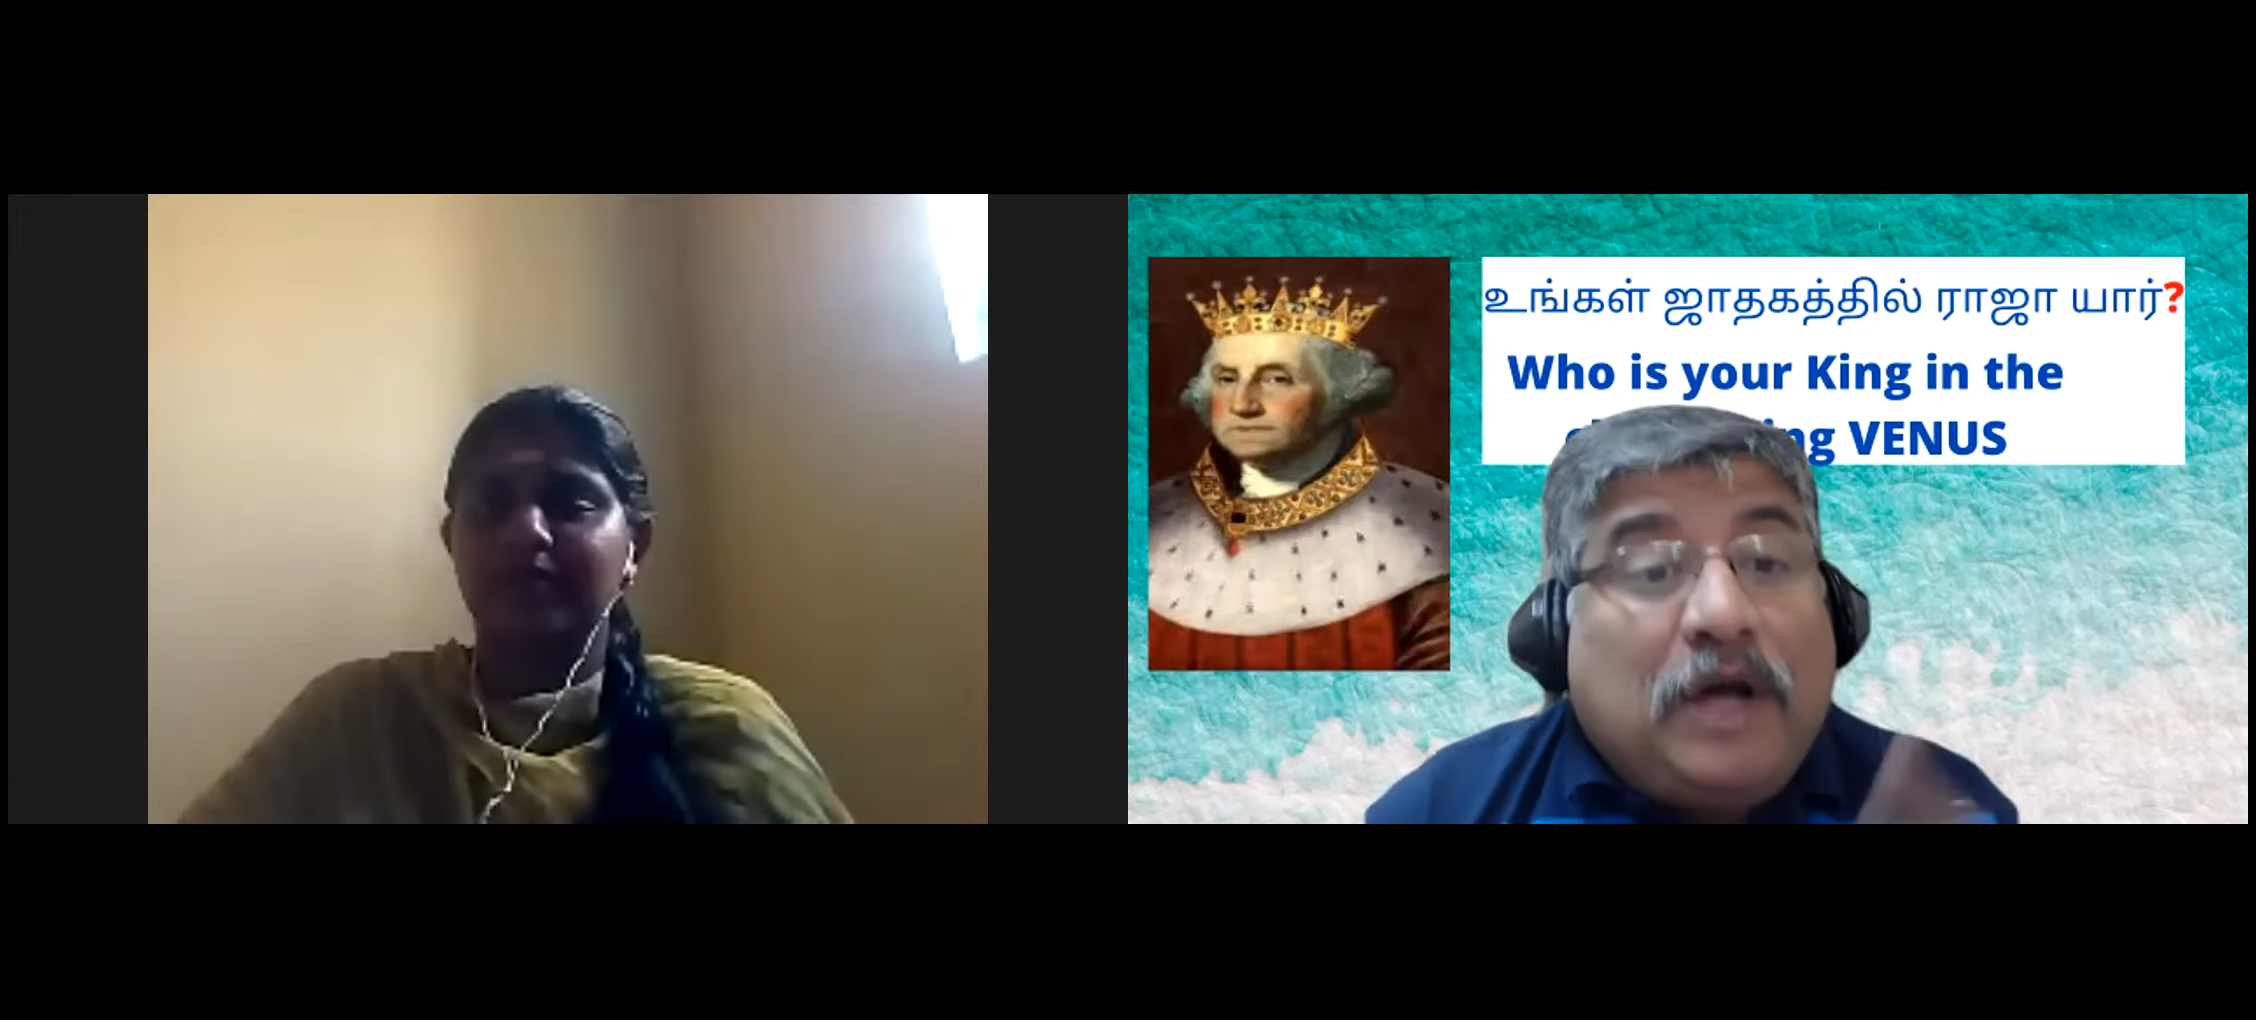 உங்கள் ஜாதகத்தில் ராஜா யார்?
Who is your King in the
VENUS